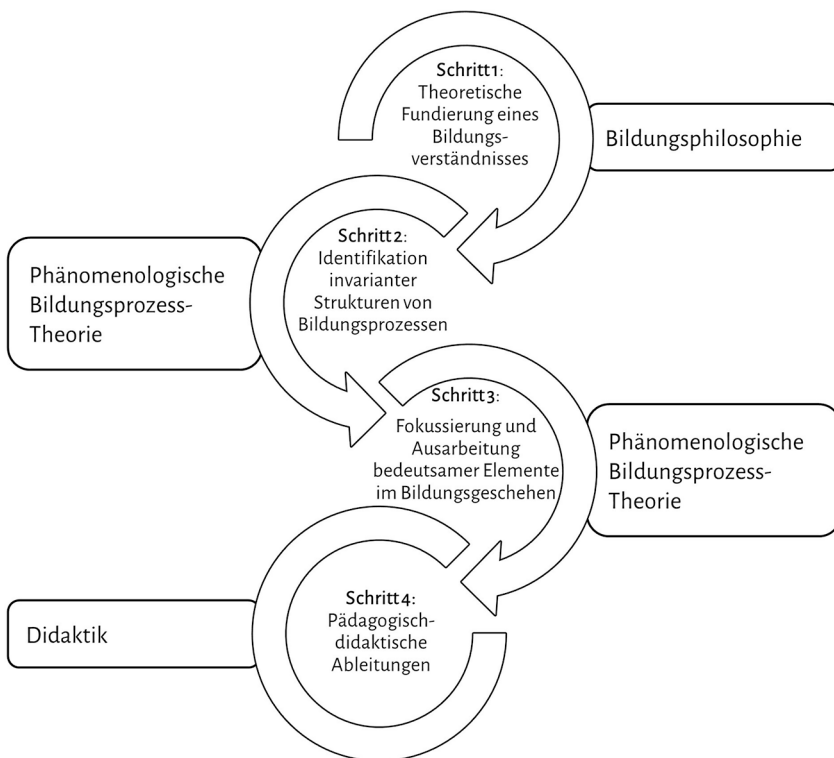 Schritt1:
Theoretische
Fundierung eines
Bildungs-
verständnisses
Bildungsphilosophie
Schritt2:
Identifikation
invarianter
Strukturen von
Bildungsprozessen
Phänomenologische
Bildungsprozess-
Theorie
Schritt3:
Fokussierung und
Ausarbeitung
bedeutsamer Elemente
im Bildungsgeschehen
Phänomenologische
Bildungsprozess-
Theorie
Schritt4:
Pädagogisch-
didaktische
Ableitungen
Didaktik